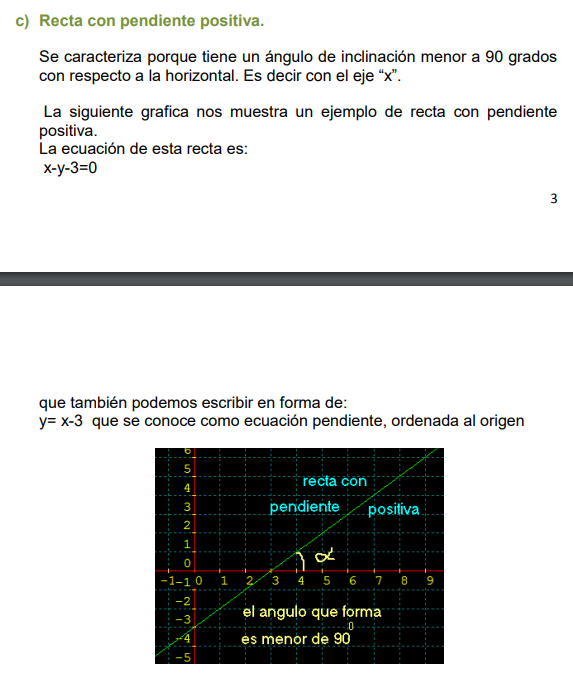 c) Recta con pendiente positiva.
Se caracteriza porque tiene un ángulo de inclinación menor a 90 grados
con respecto a la horizontal. Es decir con el eje “x”.
La siguiente grafica nos muestra un ejemplo de recta con pendiente
positiva.
La ecuación de esta recta es:
x-y-3=0
3
que también podemos escribir en forma de:
y= x-3 que se conoce como ecuación pendiente, ordenada al origen
6
5
recta con
4
3
pendiente positiva
2
1
α
0
-1 -1 0 1 2 3 4 5 6 7 8 9
-2
el angulo que forma
-3
es menor de 90 0
-4
-5